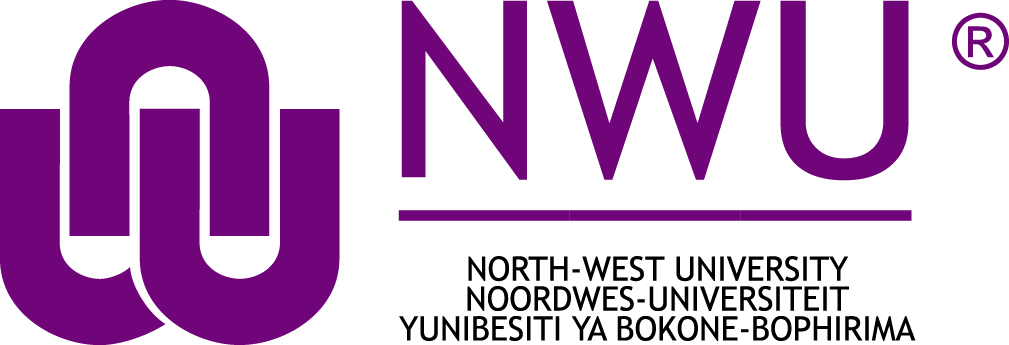 NWU®
NORTH-WEST UNIVERSITY
NOORDWES-UNIVERSITEIT
YUNIBESITI YA BOKONE-BOPHIRIMA